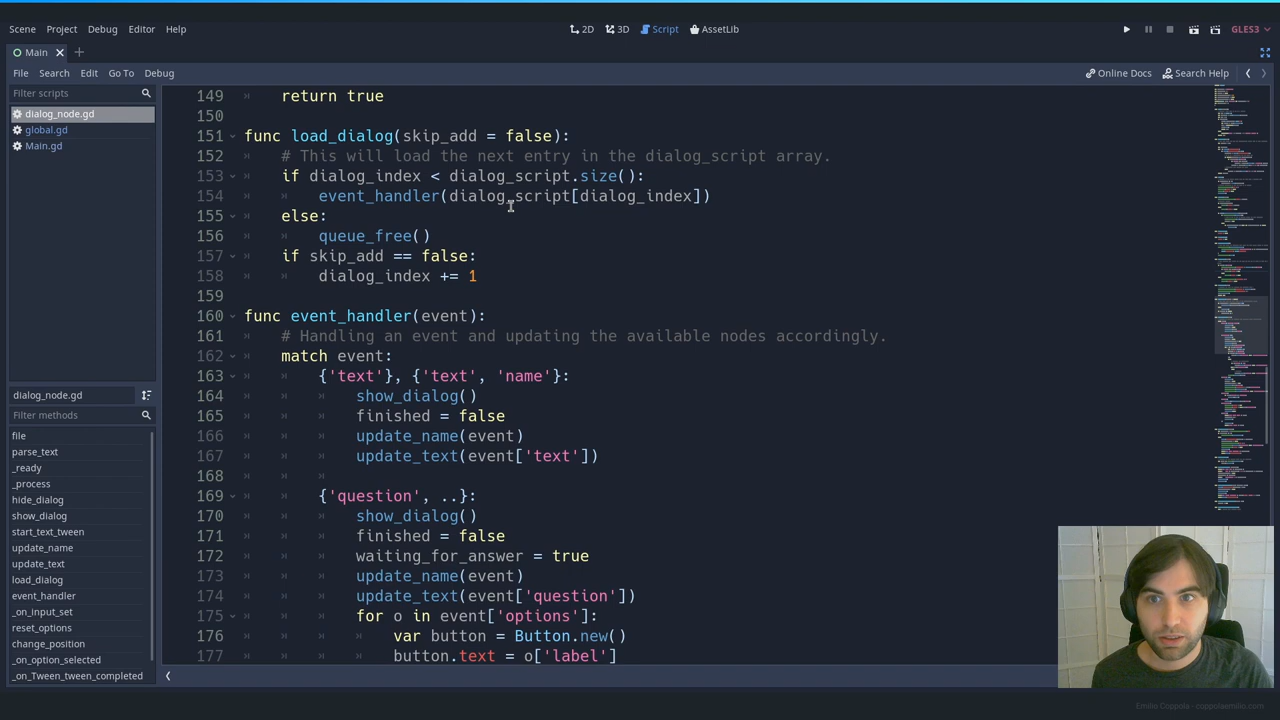 Scene Project Debug Editor Help 2D 3D Script AssetLib GLES3
Main
File Search Edit Go To Debug Online Docs Search Help
Filter scripts
dialog_node.gd
global.gd
Main.gd
dialog_node.gd
Filter methods
file
parse_text
_ready
_process
hide_dialog
show_dialog
start_text_tween
update_name
update_text
load_dialog
event_handler
_on_input_set
reset_options
change_position
_on_option_selected
_on_Tween_tween_completed
149 return true
150
151 func load_dialog(skip_add = false):
152 # This will load the next entry in the dialog_script array.
153 if dialog_index < dialog_script.size():
154 event_handler(dialog_script[dialog_index])
155 else:
156 queue_free()
157 if skip_add == false:
158 dialog_index += 1
159
160 func event_handler(event):
161 # Handling an event and updating the available nodes accordingly.
162 match event:
163 {'text'}, {'text', 'name'}:
164 show_dialog()
165 finished = false
166 update_name(event)
167 update_text(event['text'])
168
169 {'question', ..}:
170 show_dialog()
171 finished = false
172 waiting_for_answer = true
173 update_name(event)
174 update_text(event['question'])
175 for o in event['options']:
176 var button = Button.new()
177 button.text = o['label']
Emilio Coppola - coppolaemilio.com